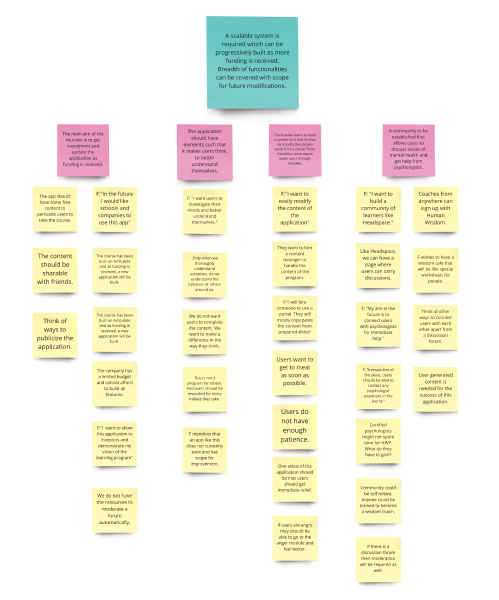 A scalable system is
required which can be
progressively built as more
funding is received.
Breadth of functionalities
can be covered with scope
for future modifications.
The main aim of the
founder is to get
investment and
update the
application as
funding is received.
The app should
have some free
content to
persuade users to
take the course.
The content
should be
sharable
with friends.
Think of
ways to
publicize the
application.
F:"In the future
I would like
schools and
companies to
use this app"
The course has been
built on Articulate
and as funding is
received, a new
application will be
built.
The course has been
built on Articulate
and as funding is
received, a new
application will be
built.
The company has
a limited budget
and cannot afford
to build all
features.
F:"I want to show
this application to
investors and
demonstrate my
vision of the
learning program"
We do not have
the resources to
moderate a
forum
automatically.
The application
should have
elements such that
it makes users think,
to better
understand
themselves.
F: "I want users to
investigate their
minds and better
understand
themselves."
Only when we
thoroughly
understand
ourselves, do we
understand the
behavior of others
around us.
We do not want
users to complete
the content. We
want to make a
difference in the
way they think.
This is not a
program for school.
And users should be
rewarded for every
initiate they take.
F mentions that
an app like this
does not currently
exist and has
scope for
improvement.
The founder wants to build
a system such that he/she
can modify the content
easily from a portal. There
should be some way to
guide users through
modules.
F:"I want to
easily modify
the content of
the
application"
They want to hire
a content
manager to
handle the
content of the
program.
F:"I will hire
someone to use a
portal. They will
mostly copy paste
the content from
prepared slides"
Users want to
get to meat
as soon as
possible.
Users do
not have
enough
patience.
One ethos of the
application should
be that users
should get
immediate relief.
If users are angry
they should be
able to go to the
anger module and
feel better.
A community to be
established that
allows users to
discuss issues of
mental health and
get help from
psychologists.
F: "I want to
build a
community of
learners like
Headspace."
Like Headspace,
we can have a
page where
users can carry
discussions.
F: "My aim in the
future is to
connect users
with psychologists
for immediate
help."
F:"Irrespective of
the place, users
should be able to
contact any
psychologist
anywhere in the
world."
Certified
psychologists
might not spare
time for HWP.
What do they
have to gain?
Community could
be self reliant.
Anyone could be
trained to become
a wisdom coach.
If there is a
discussion forum
then moderation
will be required as
well.
Coaches from
anywhere can
sign up with
Human
Wisdom.
F wishes to have a
wisdom cafe that
will be like special
workshops for
people.
Think of other
ways to connect
users with each
other apart from
a discussion
forum.
User generated
content is
needed for the
success of this
application.